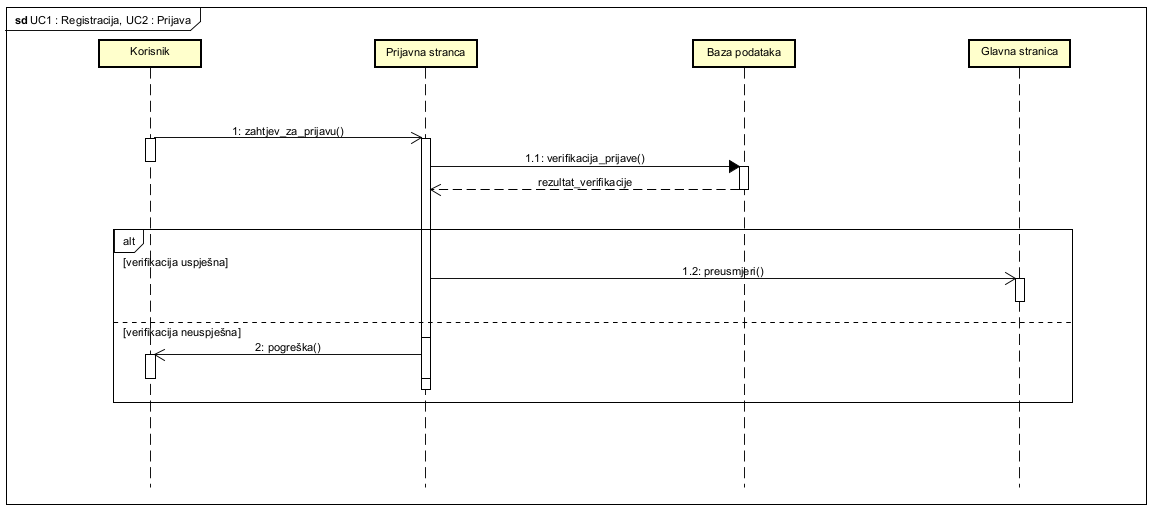 sd UC1 : Registracija, UC2 : Prijava
Korisnik
Prijavna stranca
Baza podataka
Glavna stranica
1: zahtjev_za_prijavu()
1.1: verifikacija_prijave()
rezultat_verifikacije
alt
[verifikacija uspješna]
1.2: preusmjeri()
[verifikacija neuspješna]
2: pogreška()